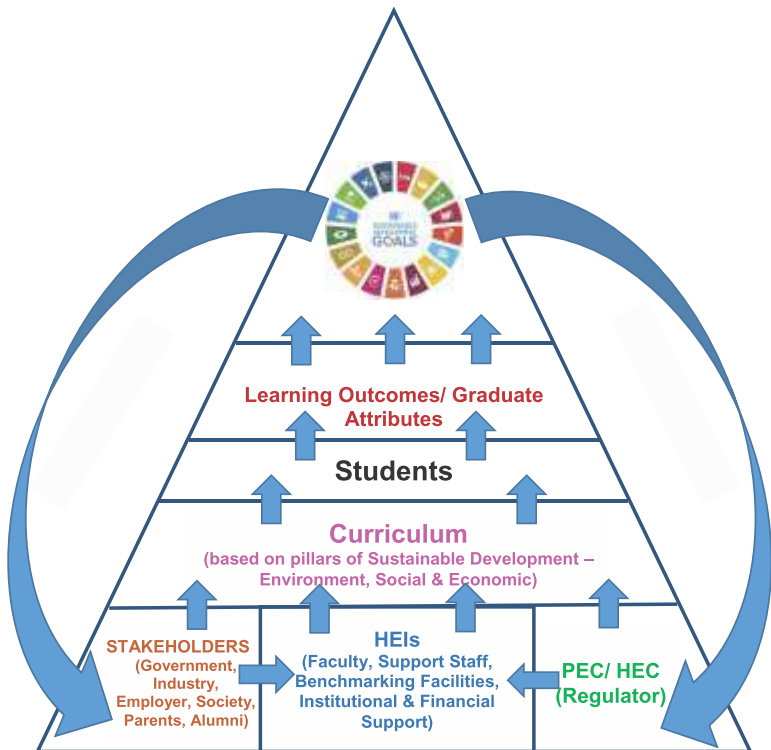 GOALS
Learning Outcomes/ Graduate
Attributes
Students
Curriculum
(based on pillars of Sustainable Development –
Environment, Social & Economic)
STAKEHOLDERS
(Government,
Industry,
Employer, Society,
Parents, Alumni)
HEIs
(Faculty, Support Staff,
Benchmarking Facilities,
Institutional & Financial
Support)
PEC/ HEC
(Regulator)